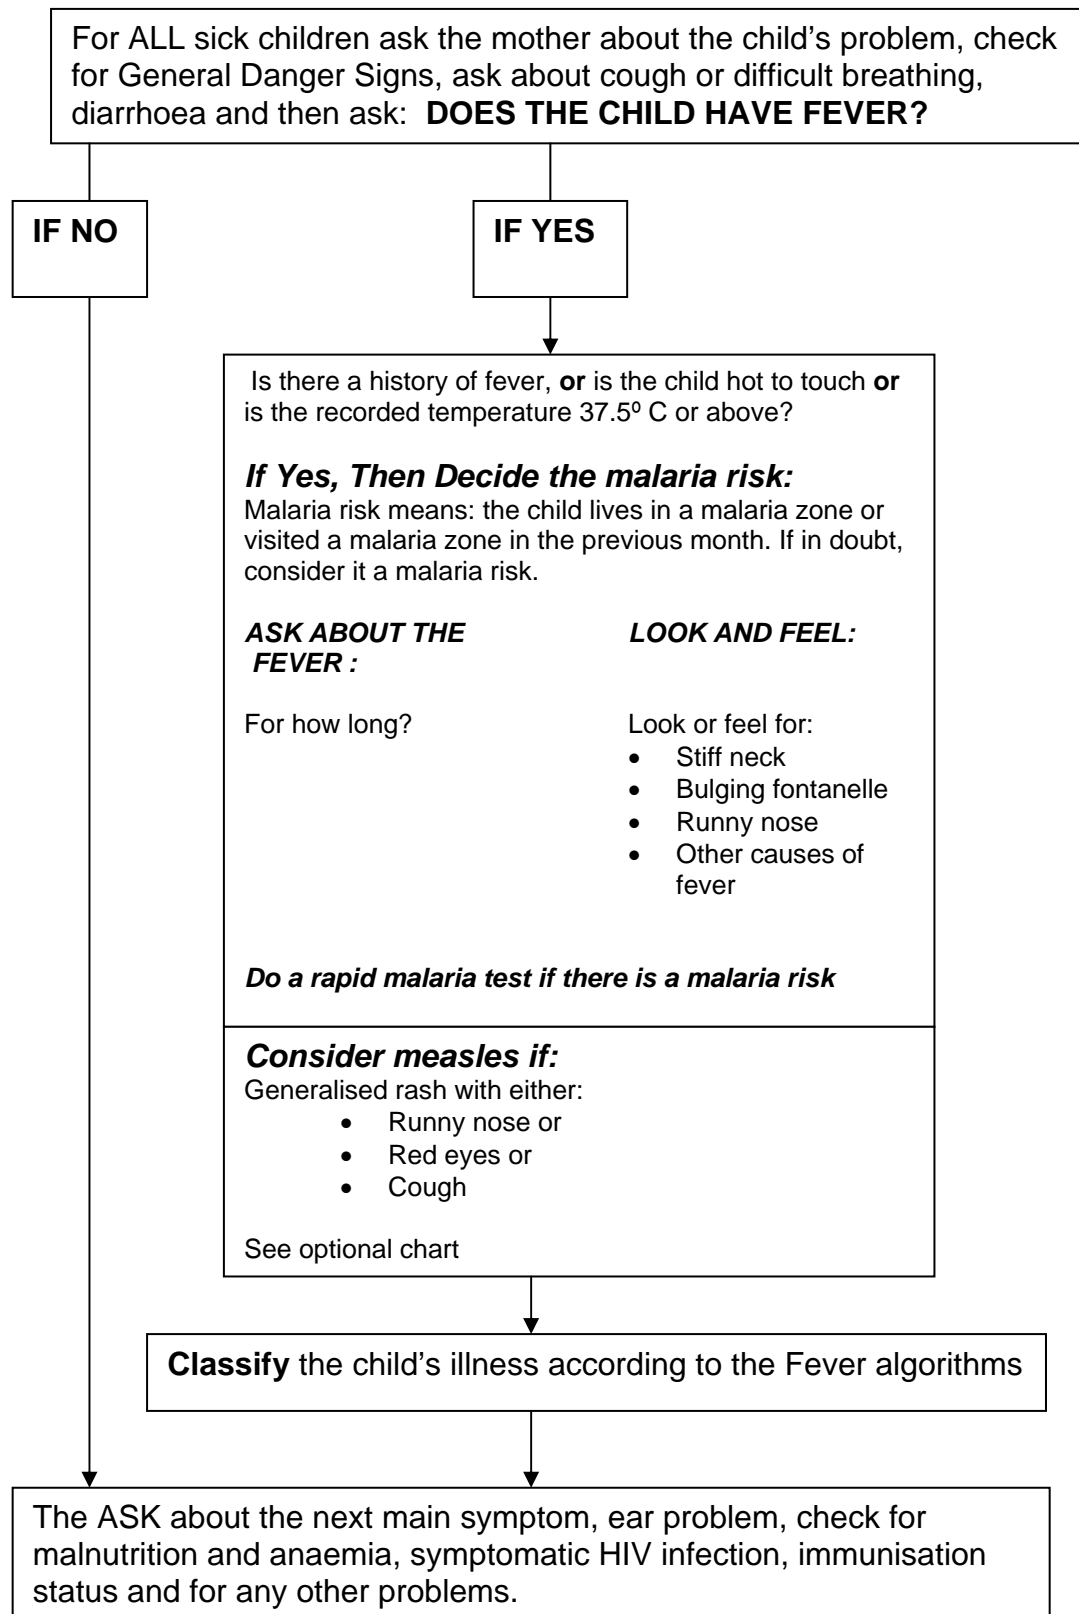 For ALL sick children ask the mother about the child’s problem, check
for General Danger Signs, ask about cough or difficult breathing,
diarrhoea and then ask: DOES THE CHILD HAVE FEVER?
IF NO
IF YES
Is there a history of fever, or is the child hot to touch or
is the recorded temperature 37.5º C or above?
If Yes, Then Decide the malaria risk:
Malaria risk means: the child lives in a malaria zone or
visited a malaria zone in the previous month. If in doubt,
consider it a malaria risk.
ASK ABOUT THE
FEVER :
For how long?
LOOK AND FEEL:
Look or feel for:
• Stiff neck
• Bulging fontanelle
• Runny nose
• Other causes of
fever
Do a rapid malaria test if there is a malaria risk
Consider measles if:
Generalised rash with either:
• Runny nose or
• Red eyes or
• Cough
See optional chart
Classify the child’s illness according to the Fever algorithms
The ASK about the next main symptom, ear problem, check for
malnutrition and anaemia, symptomatic HIV infection, immunisation
status and for any other problems.